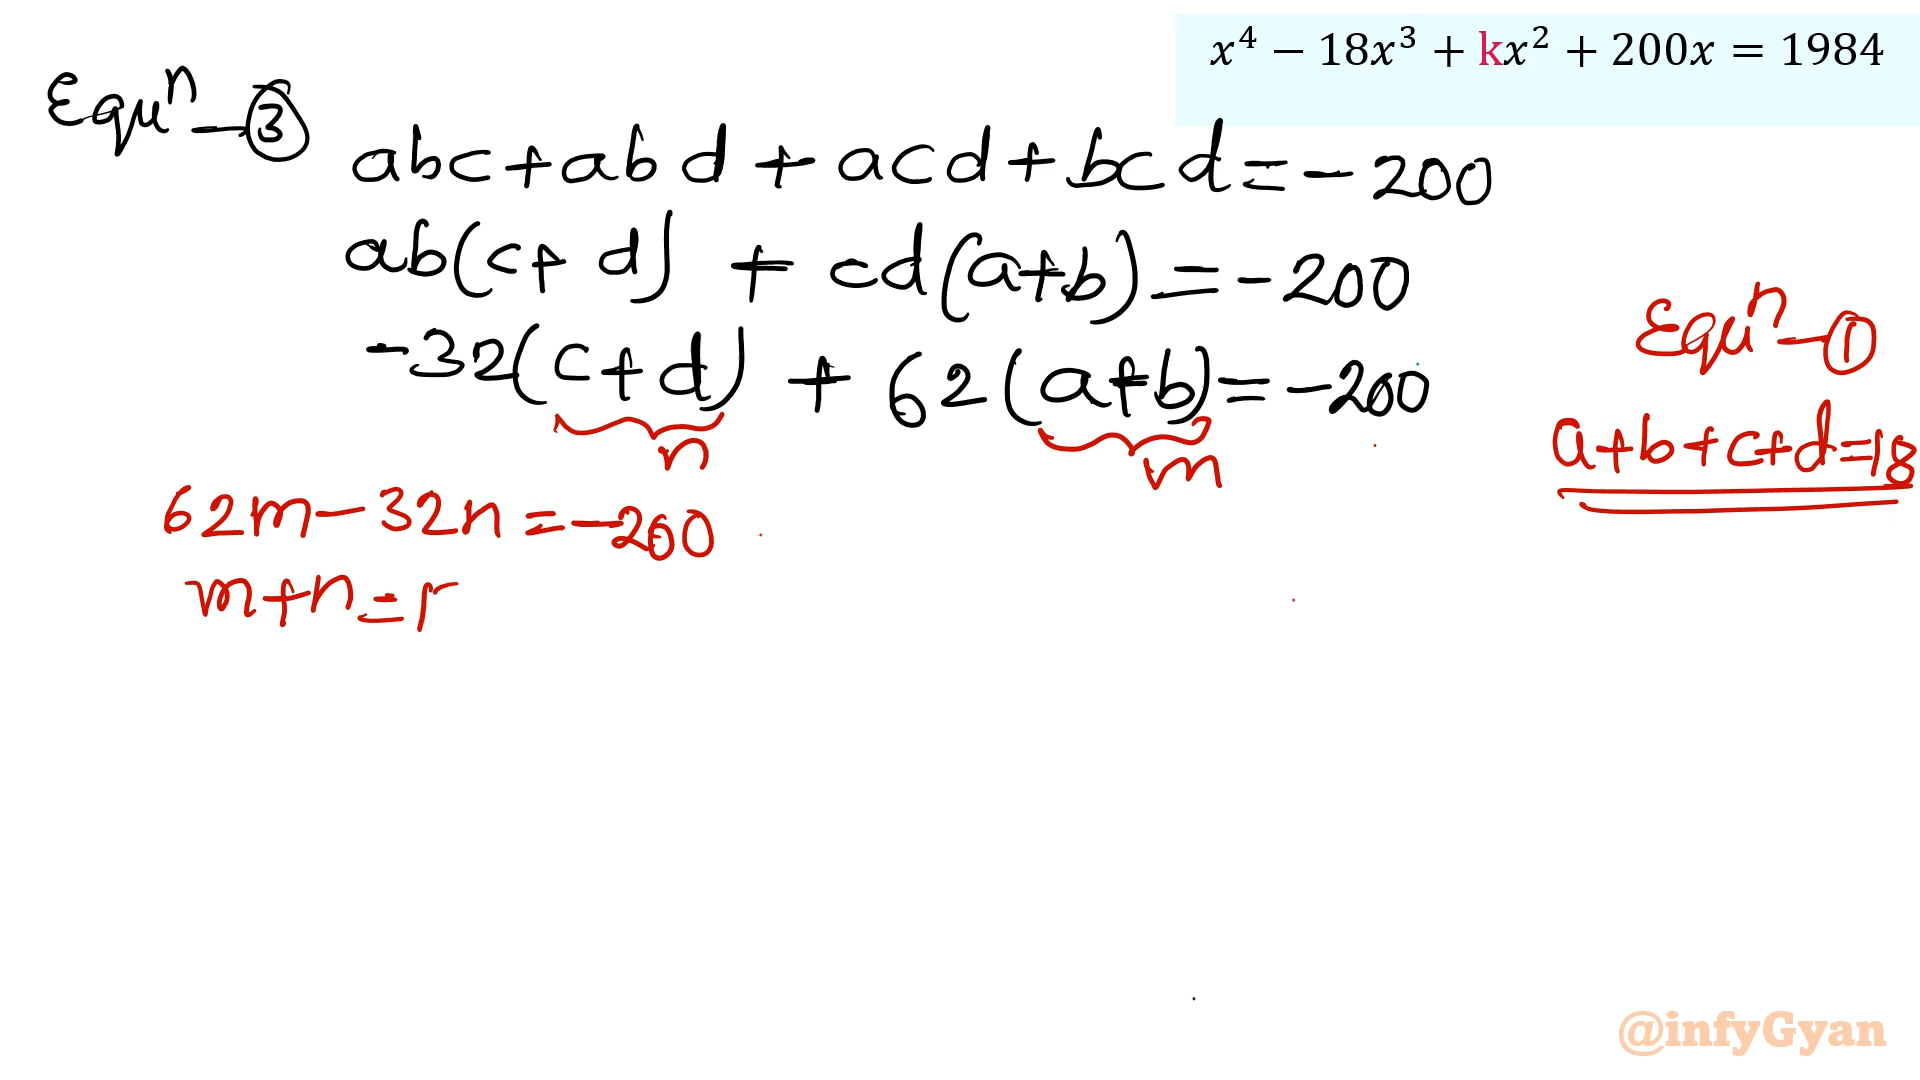 x⁴ − 18x³ + kx² + 200x = 1984
Equⁿ − ③
abc + abd + acd + bcd = −200
ab(c+d) + cd(a+b) = −200
−32(c+d) + 62(a+b) = −200
n m
Equⁿ − ①
a+b+c+d=18
62m − 32n = −200
m+n =
@infyGyan